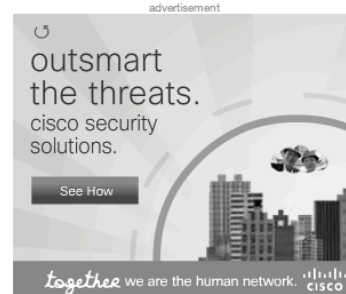 advertisement
outsmart
the threats.
cisco security
solutions.
See How
together we are the human network.
CISCO